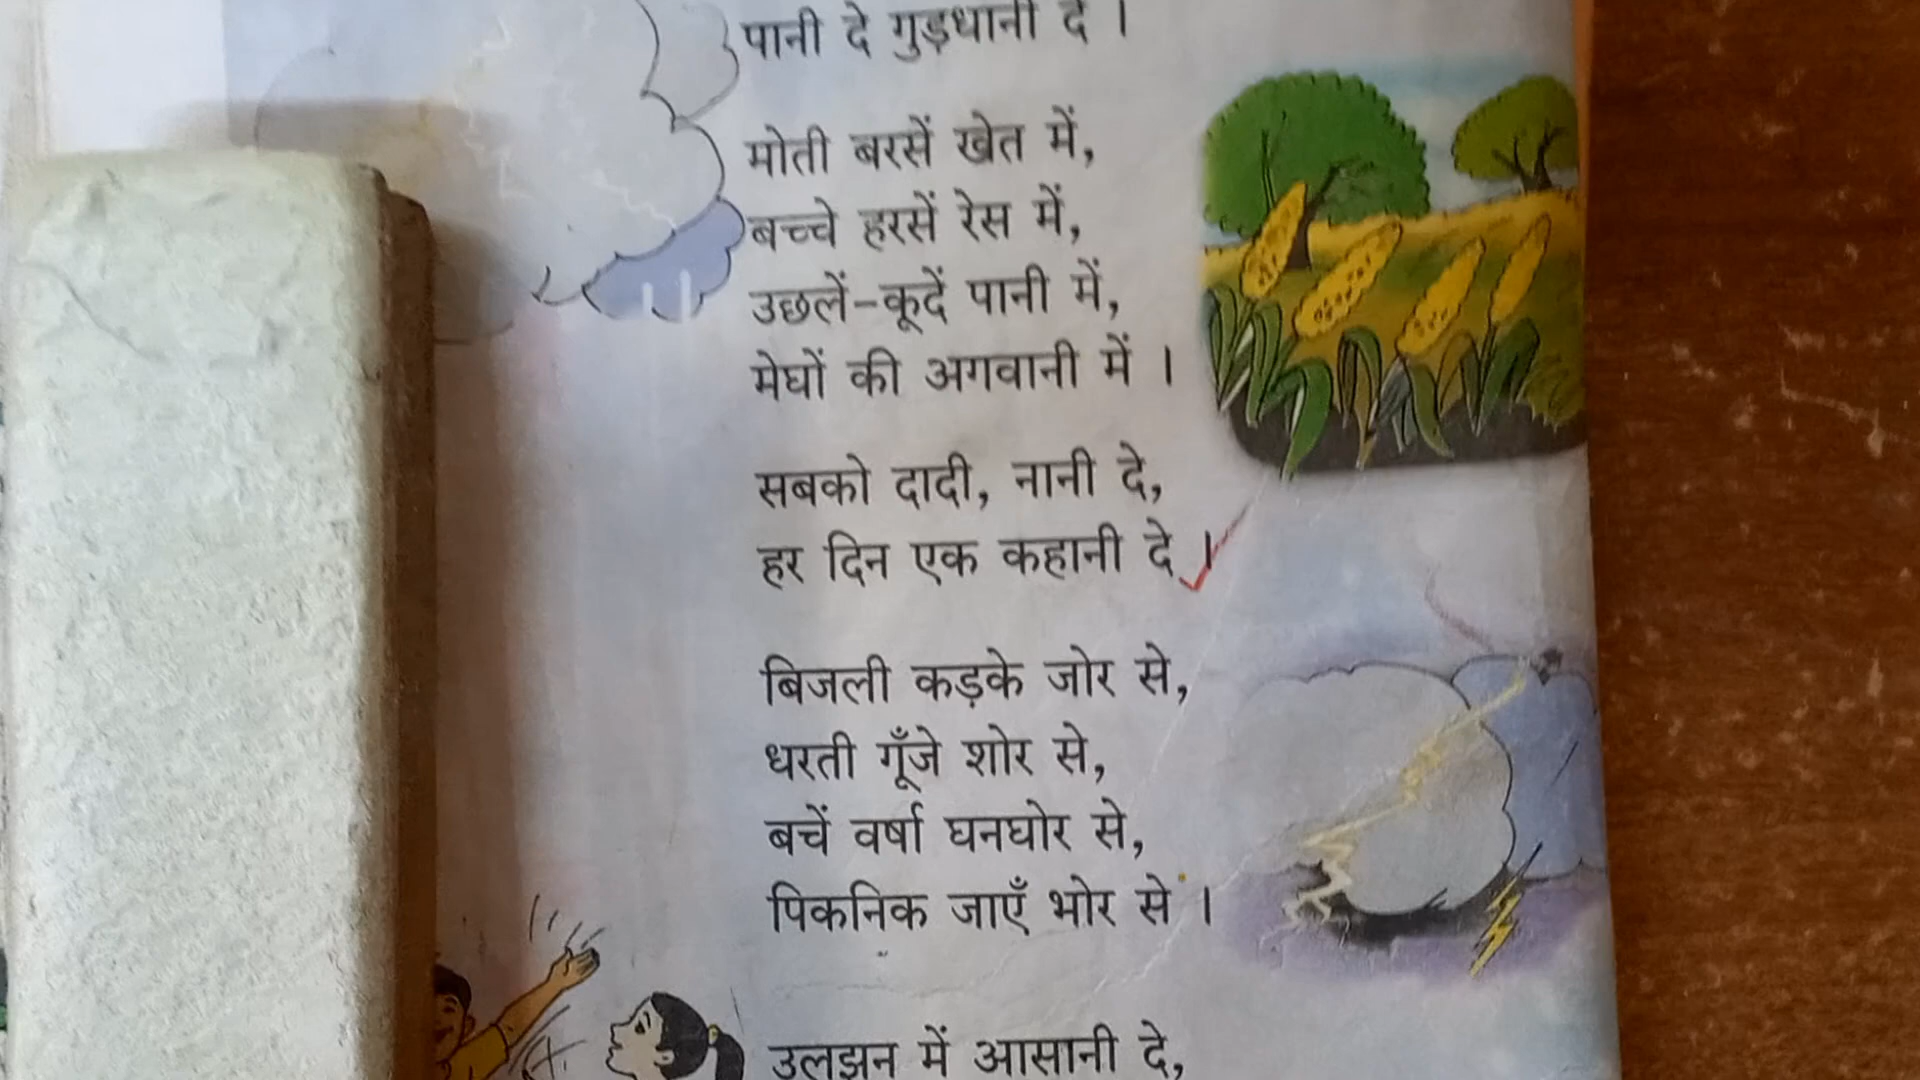 पानी दे गुड़धानी दे ।
मोती बरसें खेत में,
बच्चे हरसें रेस में,
उछलें-कूदें पानी में,
मेघों की अगवानी में ।
सबको दादी, नानी दे,
हर दिन एक कहानी दे ।
बिजली कड़के जोर से,
धरती गूँजे शोर से,
बचें वर्षा घनघोर से,
पिकनिक जाएँ भोर से ।
उलझन में आसानी दे,